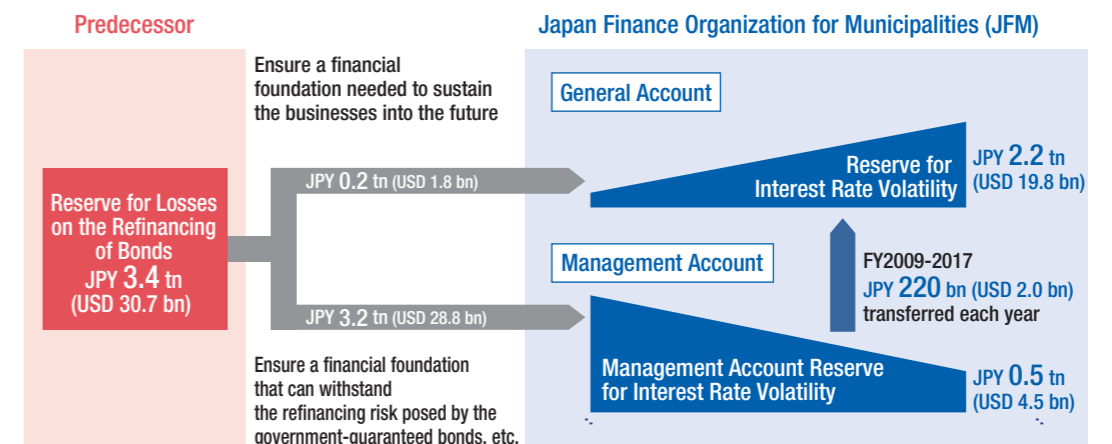 Predecessor
Japan Finance Organization for Municipalities (JFM)
Ensure a financial
foundation needed to sustain
the businesses into the future
General Account
Reserve for Losses
on the Refinancing
of Bonds
JPY 3.4 tn
(USD 30.7 bn)
JPY 0.2 tn (USD 1.8 bn)
Reserve for
Interest Rate Volatility
JPY 2.2 tn
(USD 19.8 bn)
Management Account
FY2009-2017
JPY 220 bn (USD 2.0 bn)
transferred each year
JPY 3.2 tn (USD 28.8 bn)
Ensure a financial foundation
that can withstand
the refinancing risk posed by the
government-guaranteed bonds, etc.
Management Account Reserve
for Interest Rate Volatility
JPY 0.5 tn
(USD 4.5 bn)